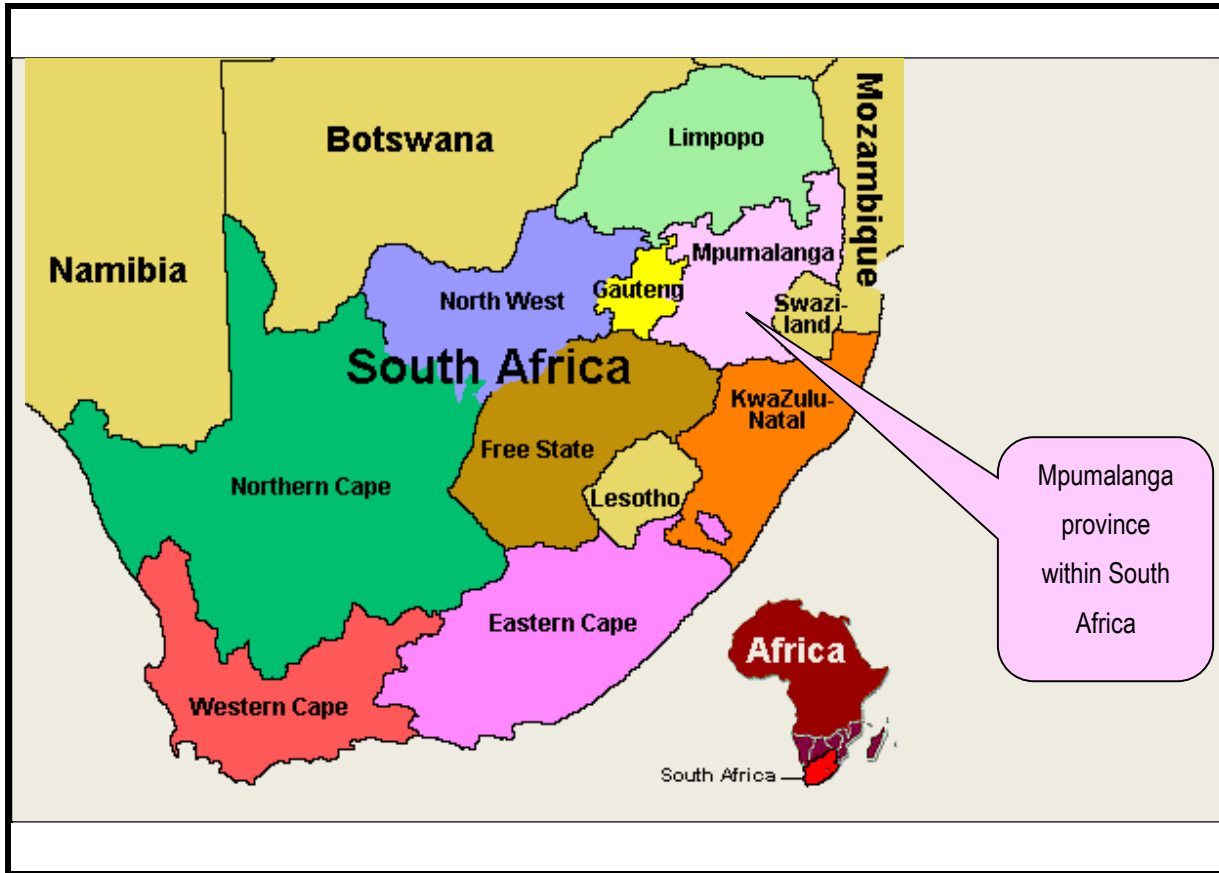 Botswana
Limpopo
Mozambique
Namibia
Mpumalanga
North West
Gauteng
Swazi-
land
South Africa
KwaZulu-
Natal
Free State
Northern Cape
Lesotho
Mpumalanga
province
within South
Africa
Eastern Cape
Africa
Western Cape
South Africa